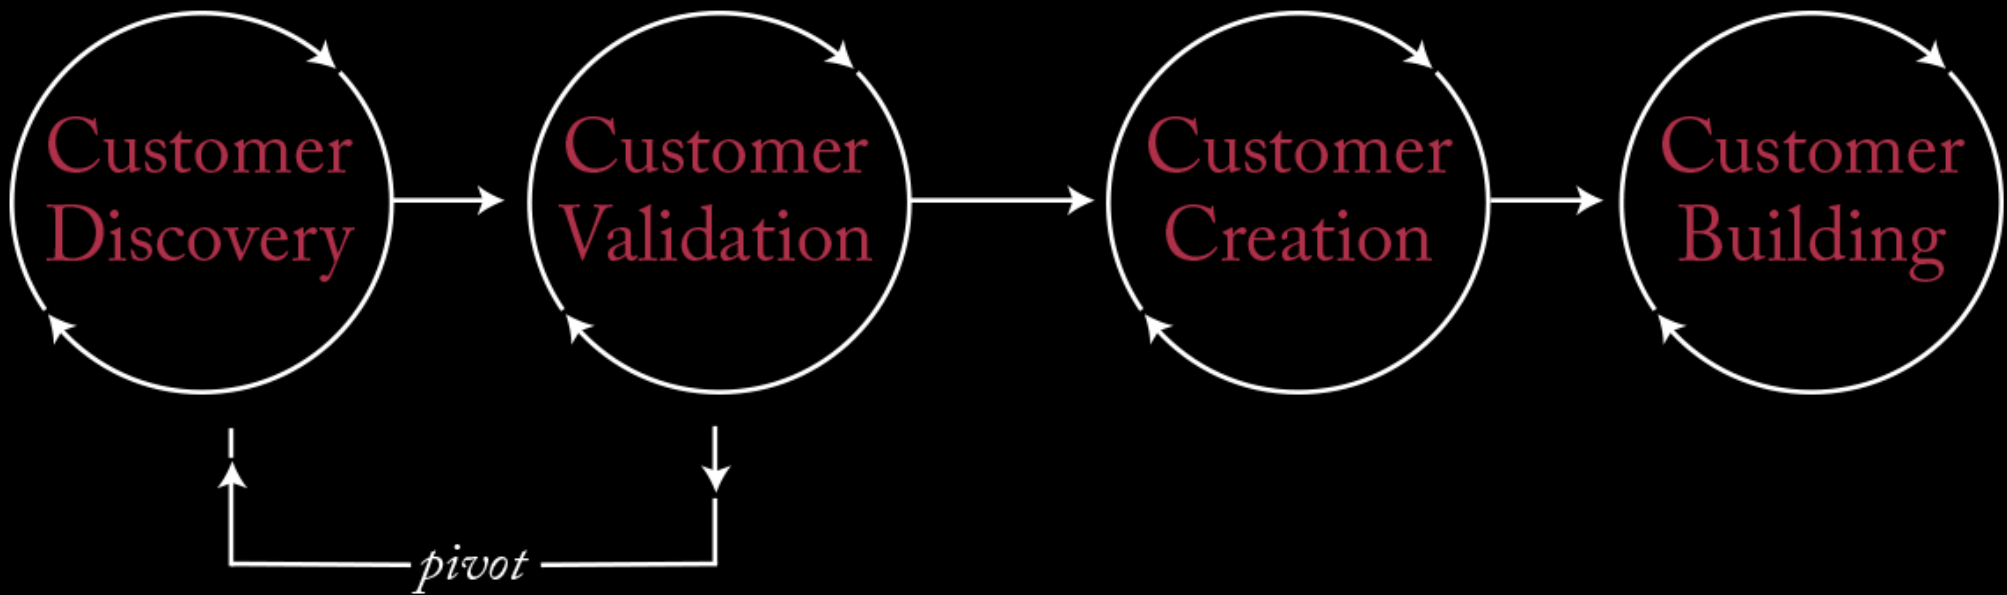 Customer
Discovery
Customer
Validation
Customer
Creation
Customer
Building
pivot